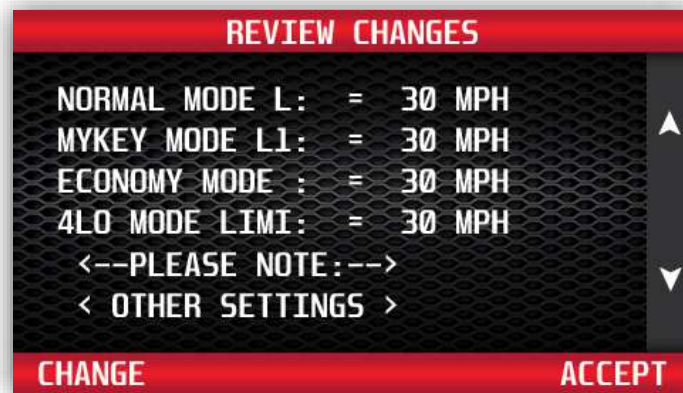 REVIEW CHANGES
NORMAL MODE L: = 30 MPH
MYKEY MODE L1: = 30 MPH
ECONOMY MODE : = 30 MPH
4LO MODE LIMI: = 30 MPH
<--PLEASE NOTE:-->
< OTHER SETTINGS >
CHANGE ACCEPT